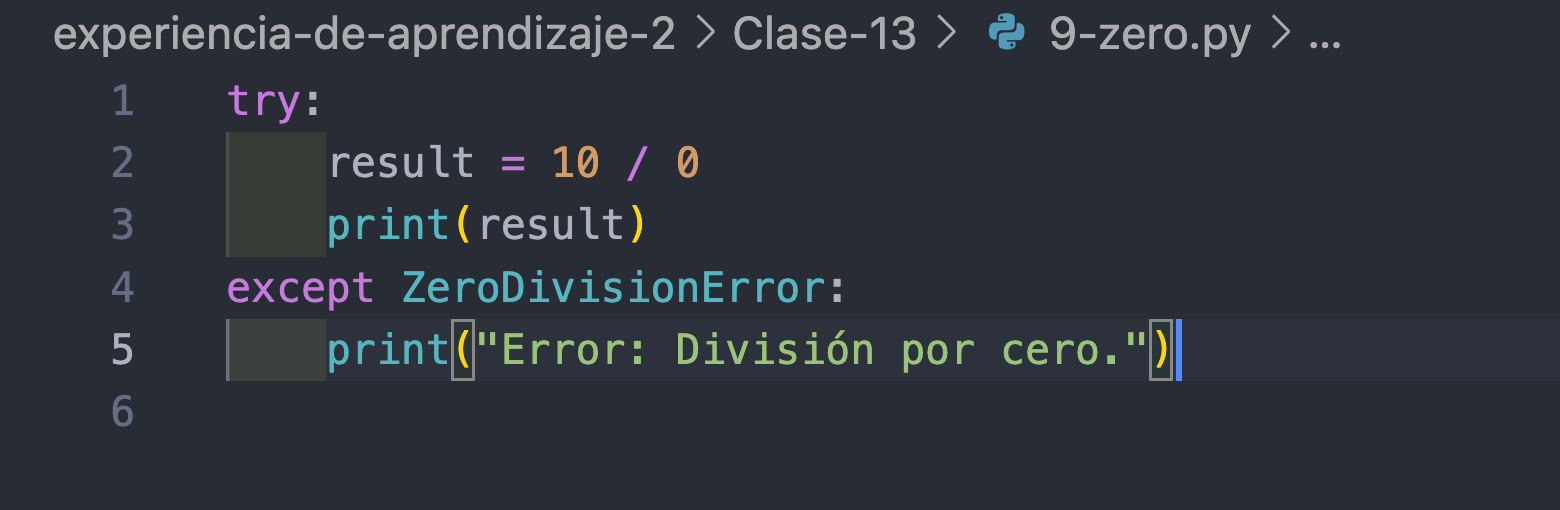 experiencia-de-aprendizaje-2 > Clase-13 > 9-zero.py > ...
1 try:
2     result = 10 / 0
3     print(result)
4 except ZeroDivisionError:
5     print("Error: División por cero.")
6